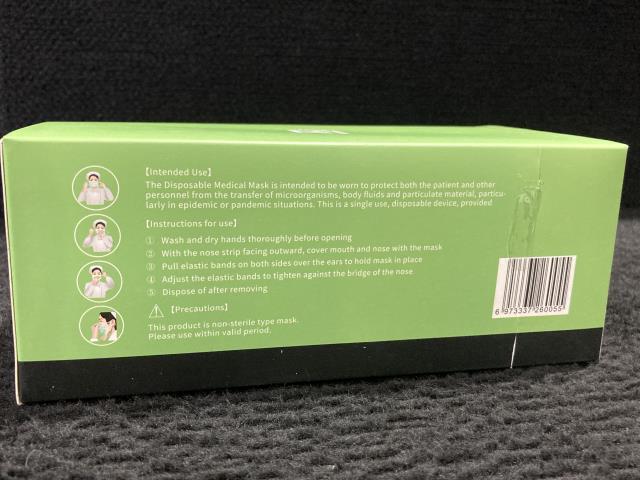 【Intended Use】
The Disposable Medical Mask is intended to be worn to protect both the patient and other
personnel from the transfer of microorganisms, body fluids and particulate material, particu-
larly in epidemic or pandemic situations. This is a single use, disposable device, provided
【Instructions for use】
① Wash and dry hands thoroughly before opening
② With the nose strip facing outward, cover mouth and nose with the mask
③ Pull elastic bands on both sides over the ears to hold mask in place
④ Adjust the elastic bands to tighten against the bridge of the nose
⑤ Dispose of after removing
【Precautions】
This product is non-sterile type mask.
Please use within valid period.
6 973337 260055